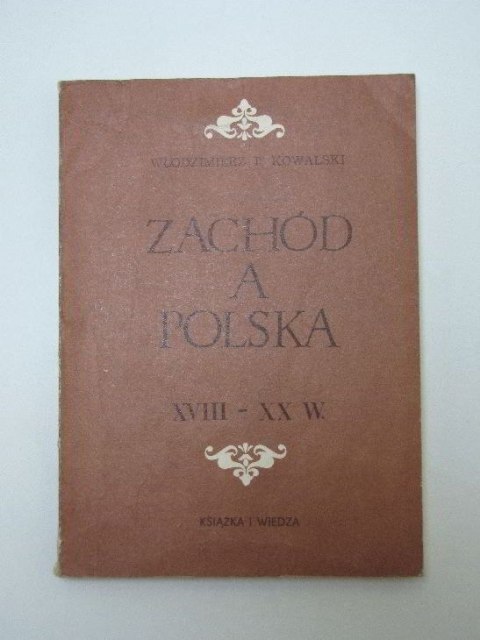 WŁODZIMIERZ T. KOWALSKI
ZACHÓD
A
POLSKA
XVIII - XX W.
KSIĄŻKA I WIEDZA